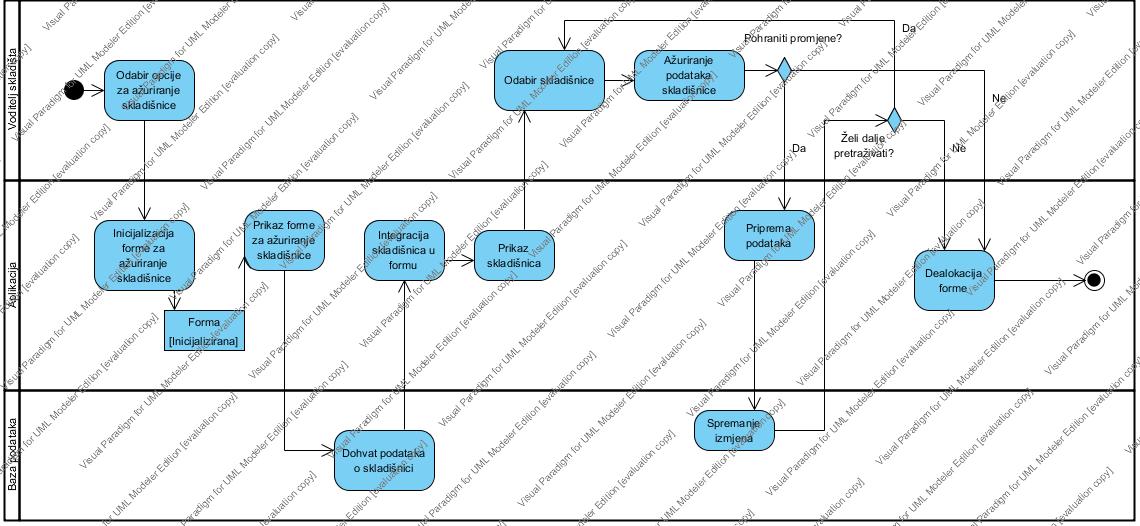 Voditelj skladišta
Odabir opcije
za ažuriranje
skladišnice
Odabir skladišnice
Ažuriranje
podataka
skladišnice
Pohraniti promjene?
Da
Ne
Da
Želi dalje
pretraživati?
Ne
Aplikacija
Inicijalizacija
forme za
ažuriranje
skladišnice
Forma
[Inicijalizirana]
Prikaz forme
za ažuriranje
skladišnice
Integracija
skladišnica u
formu
Prikaz
skladišnica
Priprema
podataka
Dealokacija
forme
Baza podataka
Dohvat podataka
o skladišnici
Spremanje
izmjena
Visual Paradigm for UML Modeler Edition [evaluation copy]